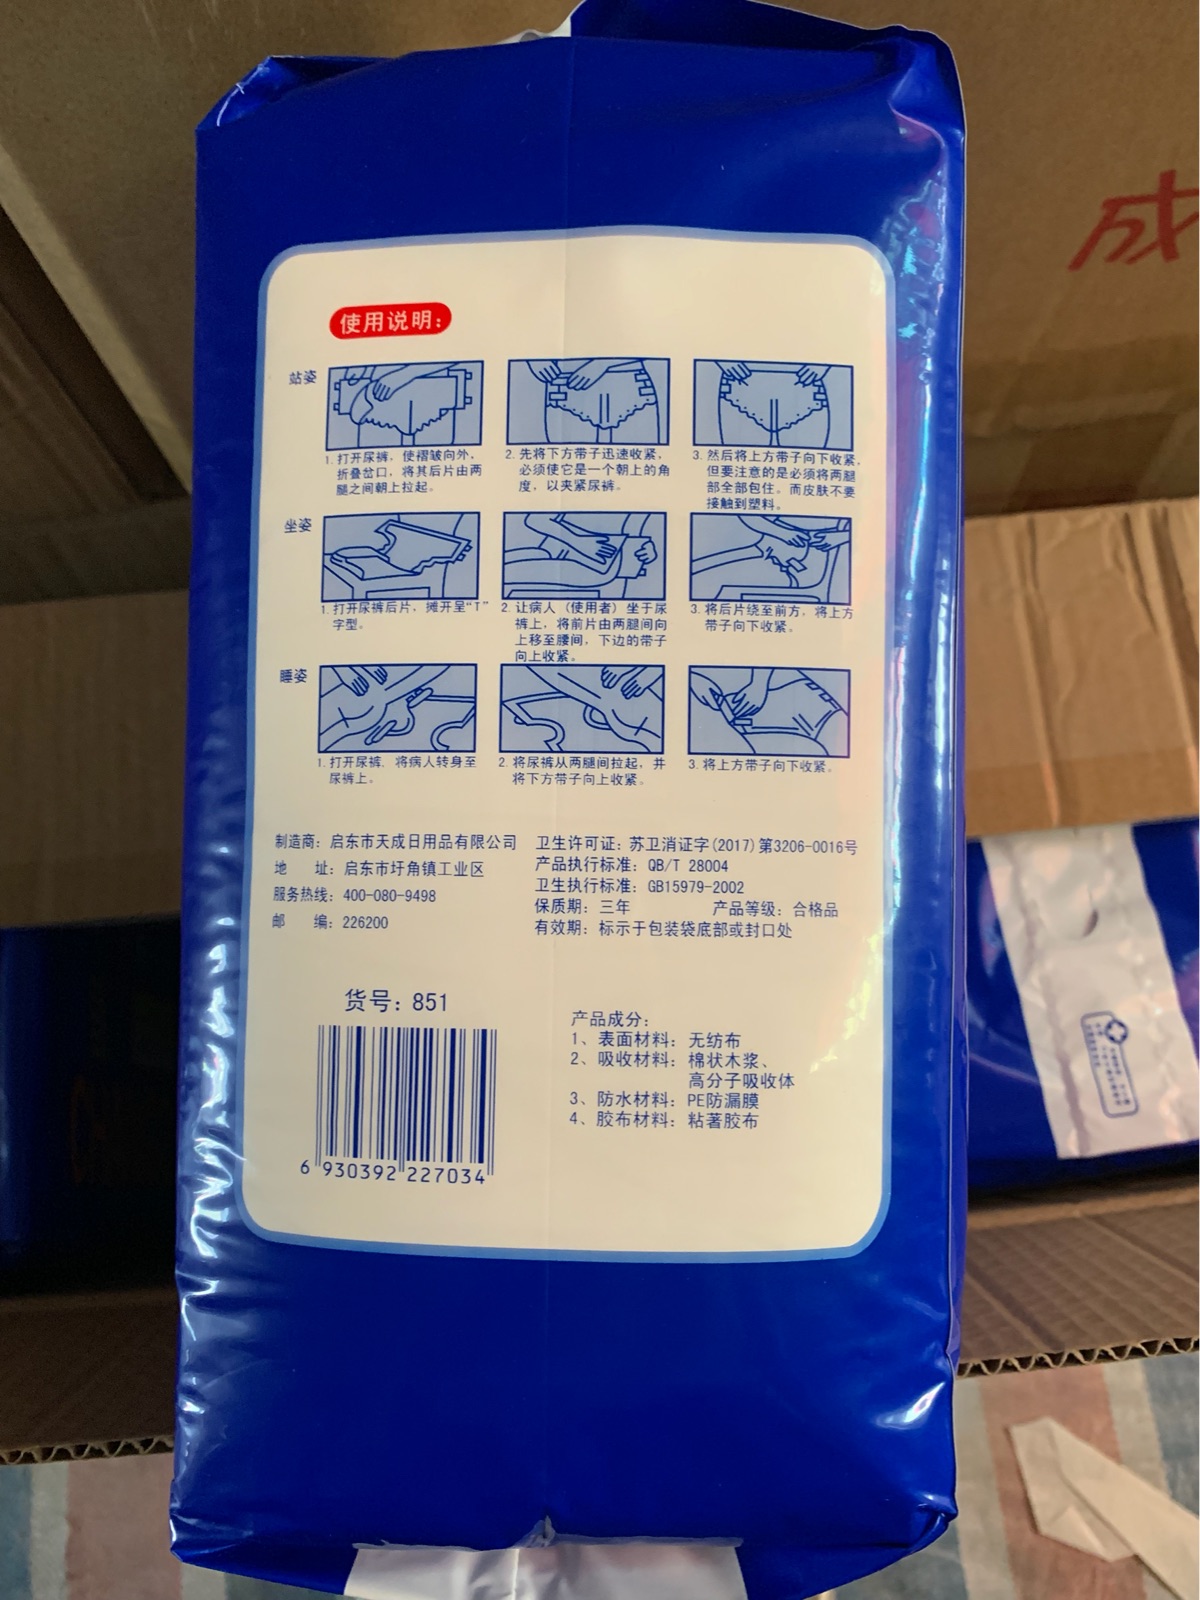 成
使用说明：
站姿
1. 打开尿裤，使褶皱向外、
折叠岔口，将其后片由两
腿之间朝上拉起。
2. 先将下方带子迅速收紧，
必须使它是一个朝上的角
度，以夹紧尿裤。
3. 然后将上方带子向下收紧，
但要注意的是必须将两腿
部全部包住。而皮肤不要
接触到塑料。
坐姿
1. 打开尿裤后片，摊开呈“T”
字型。
2. 让病人（使用者）坐于尿
裤上，将前片由两腿间向
上移至腰间，下边的带子
向上收紧。
3. 将后片绕至前方，将上方
带子向下收紧。
睡姿
1. 打开尿裤．将病人转身至
尿裤上。
2. 将尿裤从两腿间拉起，并
将下方带子向上收紧。
3. 将上方带子向下收紧。
制造商：启东市天成日用品有限公司
地 址：启东市圩角镇工业区
服务热线：400-080-9498
邮 编：226200
卫生许可证：苏卫消证字(2017)第3206-0016号
产品执行标准：QB/T 28004
卫生执行标准：GB15979-2002
保质期：三年 产品等级：合格品
有效期：标示于包装袋底部或封口处
货号：851
6 930392 227034
产品成分：
1、表面材料：无纺布
2、吸收材料：棉状木浆、
高分子吸收体
3、防水材料：PE防漏膜
4、胶布材料：粘著胶布